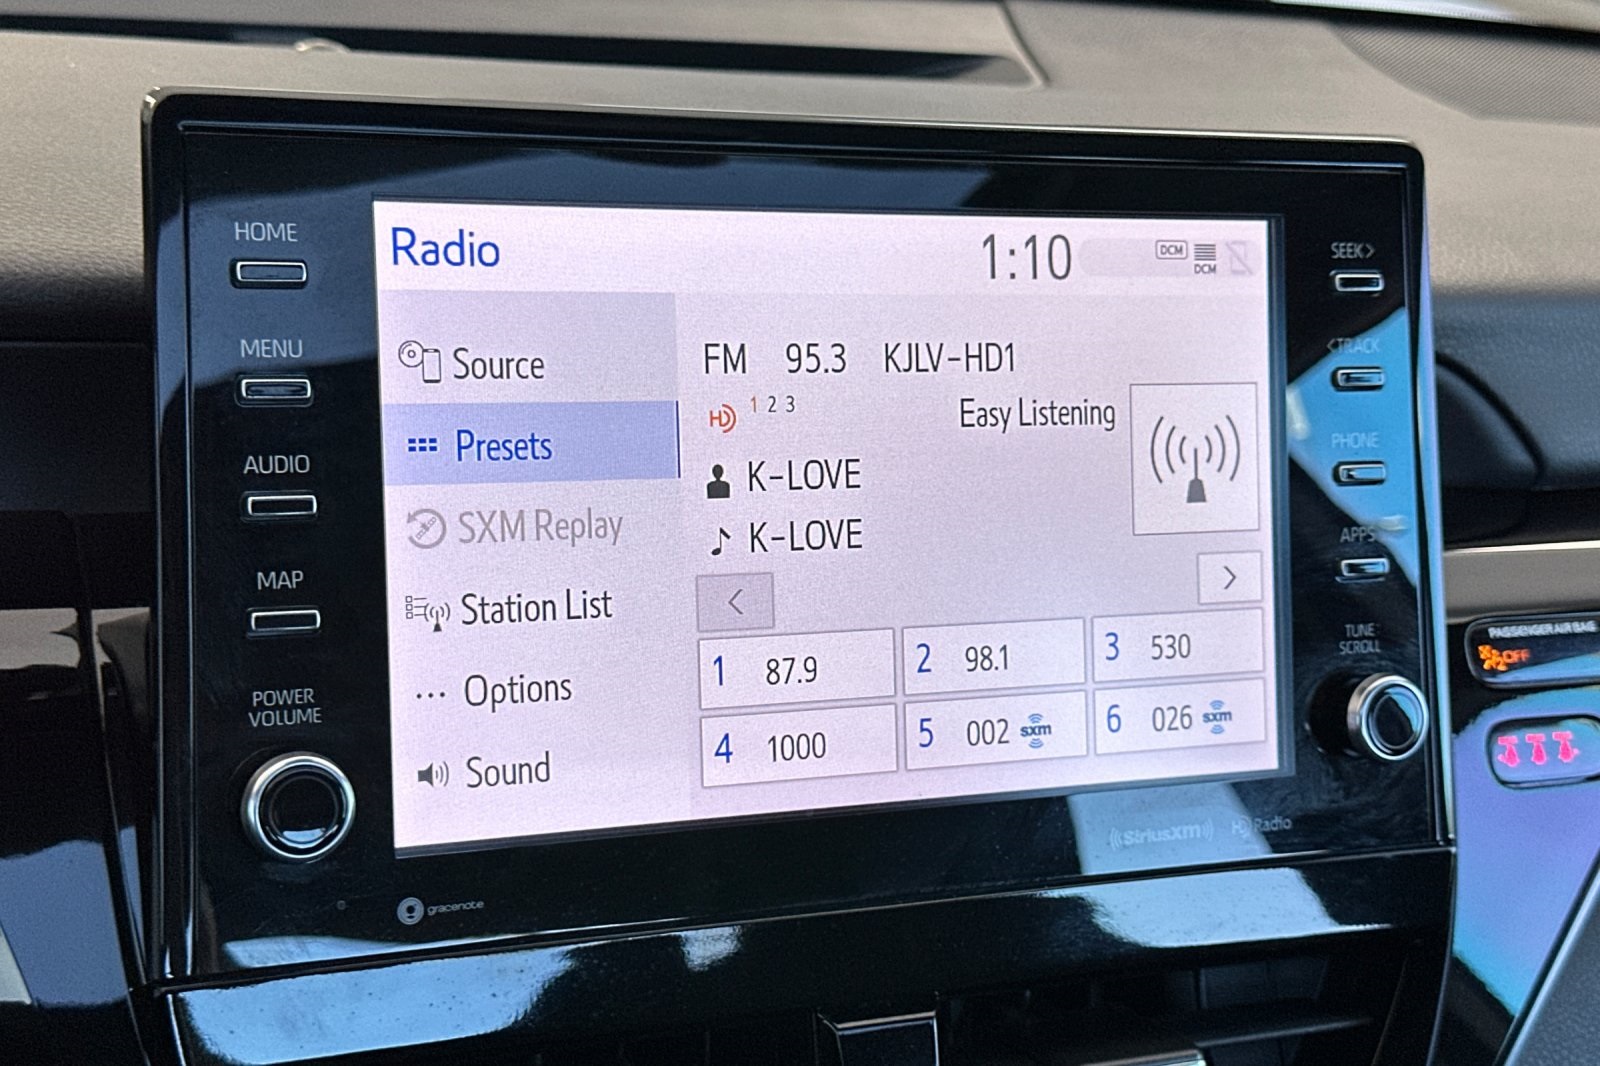 HOME
MENU
AUDIO
MAP
POWER
VOLUME
Radio
1:10
DCM
DCM
Source
Presets
SXM Replay
Station List
Options
Sound
FM 95.3 KJLV-HD1
HD 1 2 3
Easy Listening
K-LOVE
K-LOVE
<
>
1 87.9
2 98.1
3 530
4 1000
5 002 sxm
6 026 sxm
SEEK>
<TRACK
PHONE
APPS
TUNE
SCROLL
gracenote
((SiriusXM))
HD Radio
PASSENGER AIR BAG
2 OFF